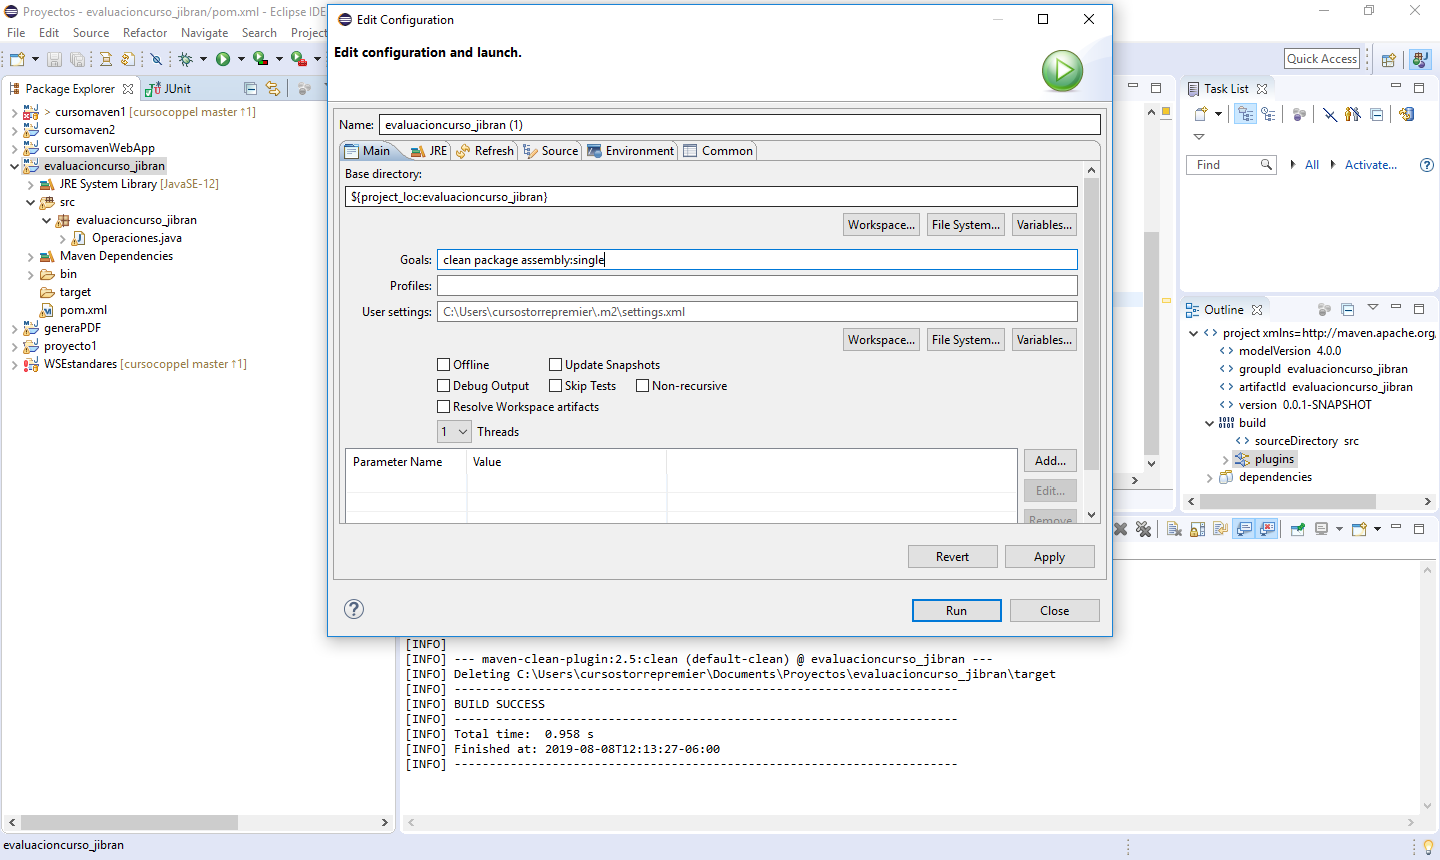 Proyectos - evaluacioncurso_jibran/pom.xml - Eclipse IDE
File Edit Source Refactor Navigate Search Project
Quick Access
Package Explorer JUnit
> cursomaven1 [cursocoppel master ↑1]
cursomaven2
cursomavenWebApp
evaluacioncurso_jibran
JRE System Library [JavaSE-12]
src
evaluacioncurso_jibran
Operaciones.java
Maven Dependencies
bin
target
pom.xml
generaPDF
proyecto1
WSEstandares [cursocoppel master ↑1]
Edit Configuration
Edit configuration and launch.
Name: evaluacioncurso_jibran (1)
Main JRE Refresh Source Environment Common
Base directory:
${project_loc:evaluacioncurso_jibran}
Workspace... File System... Variables...
Goals: clean package assembly:single
Profiles:
User settings: C:\Users\cursostorrepremier\.m2\settings.xml
Workspace... File System... Variables...
Offline Update Snapshots
Debug Output Skip Tests Non-recursive
Resolve Workspace artifacts
1 Threads
Parameter Name Value
Add...
Edit...
Remove
Revert Apply
Run Close
Task List
Find All Activate...
Outline
project xmlns=http://maven.apache.org
modelVersion 4.0.0
groupId evaluacioncurso_jibran
artifactId evaluacioncurso_jibran
version 0.0.1-SNAPSHOT
build
sourceDirectory src
plugins
dependencies
[INFO]
[INFO] --- maven-clean-plugin:2.5:clean (default-clean) @ evaluacioncurso_jibran ---
[INFO] Deleting C:\Users\cursostorrepremier\Documents\Proyectos\evaluacioncurso_jibran\target
[INFO] ------------------------------------------------------------------------
[INFO] BUILD SUCCESS
[INFO] ------------------------------------------------------------------------
[INFO] Total time:  0.958 s
[INFO] Finished at: 2019-08-08T12:13:27-06:00
[INFO] ------------------------------------------------------------------------
evaluacioncurso_jibran